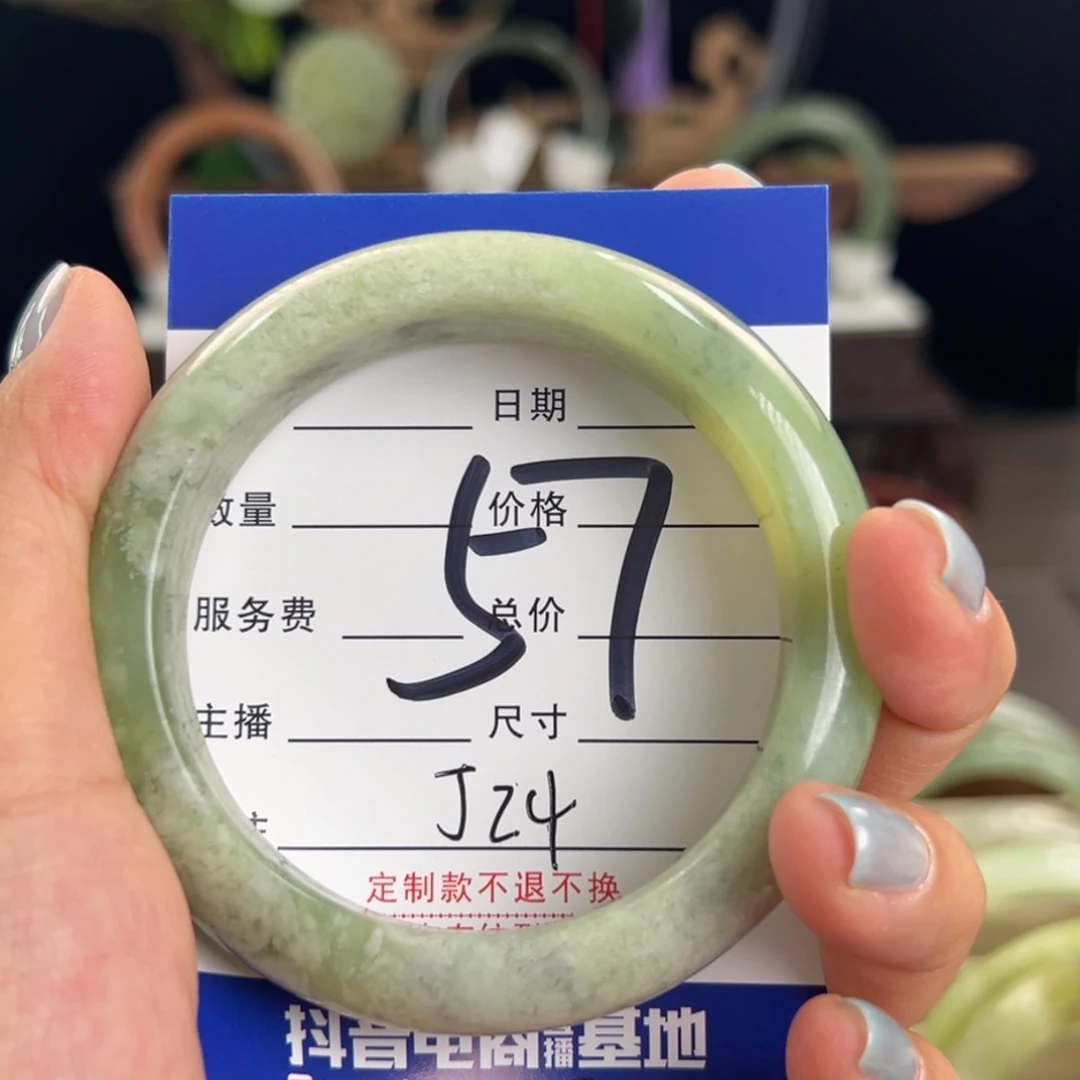 日期
数量 价格
57
服务费 总价
主播 尺寸
J24
定制款不退不换
抖音电商直播基地